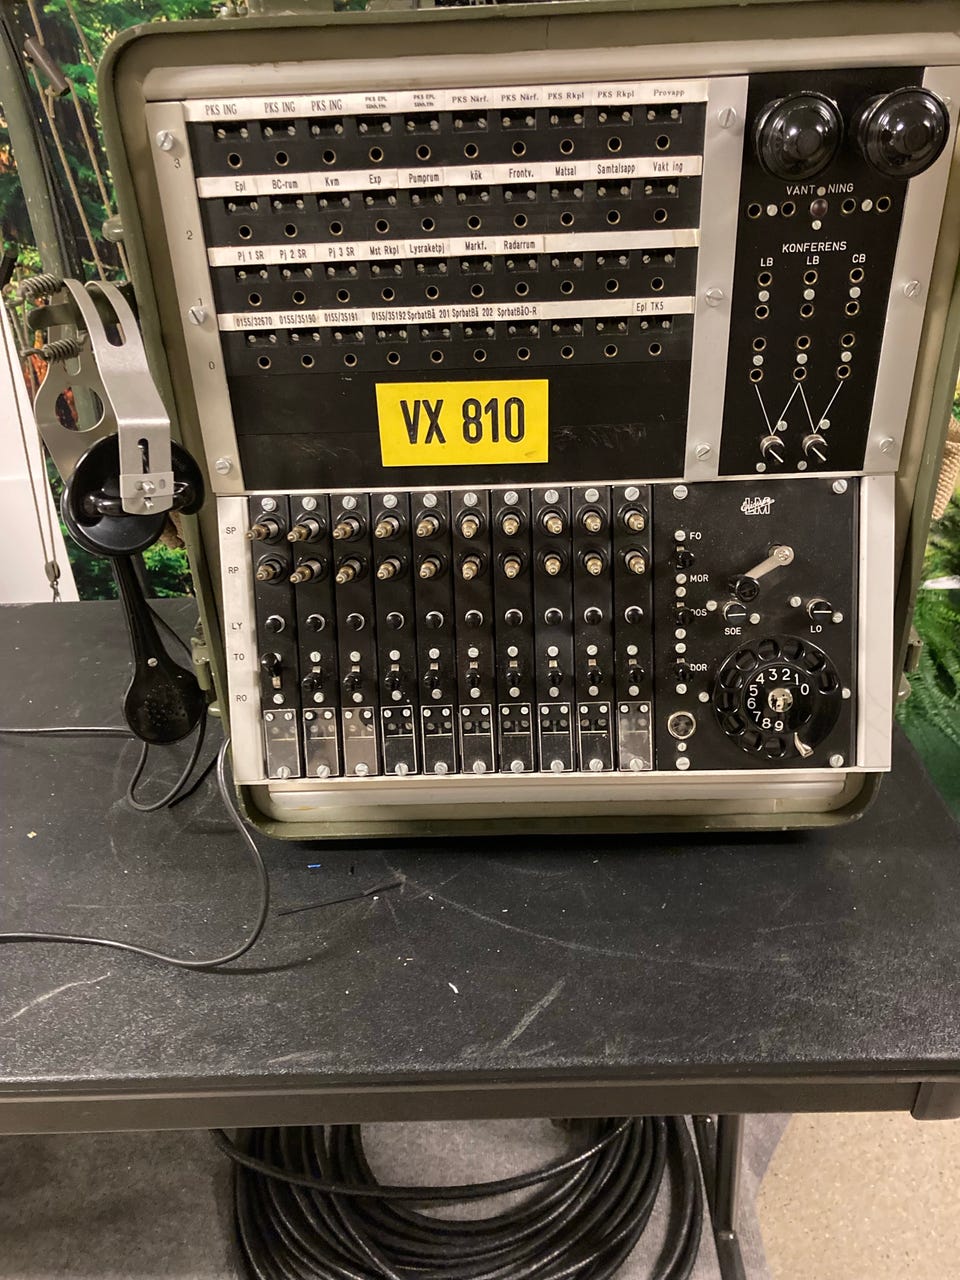 PKS ING PKS ING PKS ING PKS EPL PKS EPL PKS Närf. PKS Närf. PKS Rkpl PKS Rkpl Provapp
3
Epl BC-rum Kvm Exp Pumprum kök Frontv. Matsal Samtalsapp Vakt ing
2
Pj 1 SR Pj 2 SR Pj 3 SR Mst Rkpl Lysraketpj Markf. Radarrum
1
0155/32670 0155/35190 0155/35191 0155/35192 SprbatBå 201 SprbatBå 202 SprbatBåO-R Epl TK5
0
VX 810
VANTNING
KONFERENS
LB LB CB
SP
RP
LY
TO
RO
LM
FO
MOR
DOS
DOR
SOE
LO
1 2 3 4 5 6 7 8 9 0